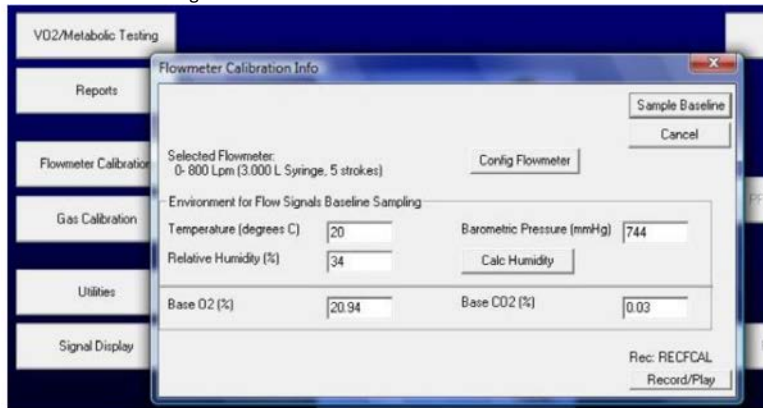 VO2/Metabolic Testing
Reports
Flowmeter Calibration
Gas Calibration
Utilities
Signal Display
Flowmeter Calibration Info
Sample Baseline
Cancel
Selected Flowmeter:
0- 800 Lpm (3.000 L Syringe, 5 strokes)
Config Flowmeter
Environment for Flow Signals Baseline Sampling
Temperature (degrees C) 20
Barometric Pressure (mmHg) 744
Relative Humidity (%) 34
Calc Humidity
Base O2 (%) 20.94
Base CO2 (%) 0.03
Rec: RECFCAL
Record/Play